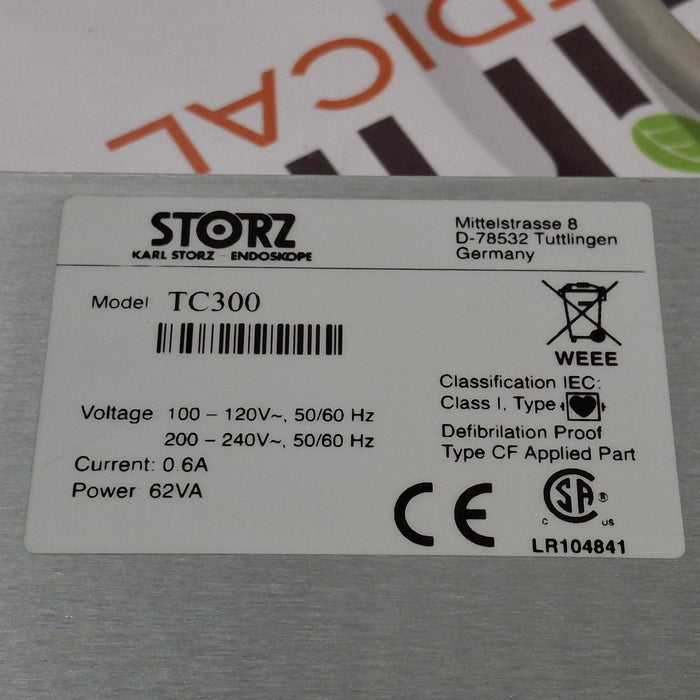 MEDICAL
STORZ
KARL STORZ - ENDOSKOPE
Mittelstrasse 8
D-78532 Tuttlingen
Germany
Model TC300
WEEE
Classification IEC:
Class I, Type
Defibrilation Proof
Type CF Applied Part
Voltage 100 – 120V~, 50/60 Hz
200 – 240V~, 50/60 Hz
Current: 0.6A
Power 62VA
CE
SA ®
C US
LR104841